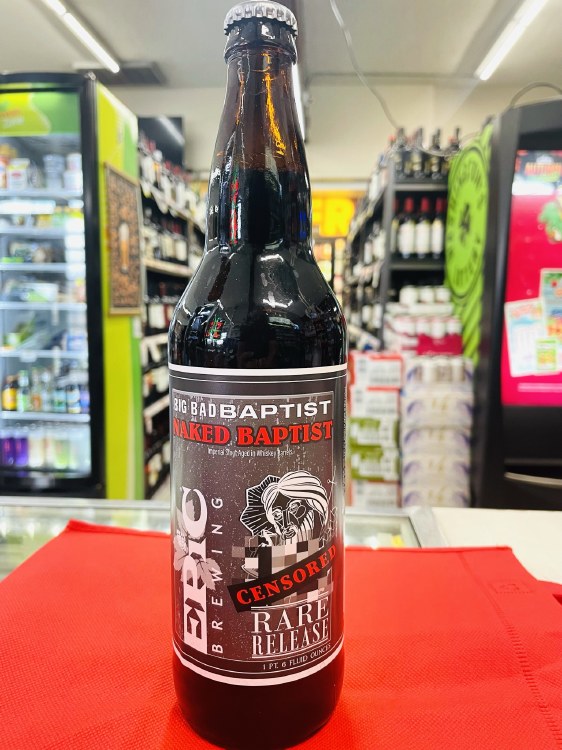 BIG BAD BAPTIST
NAKED BAPTIST
Imperial Stout Aged in Whiskey Barrels
EPIC
BREWING
CENSORED
RARE
RELEASE
1 PT. 6 FLUID OUNCES